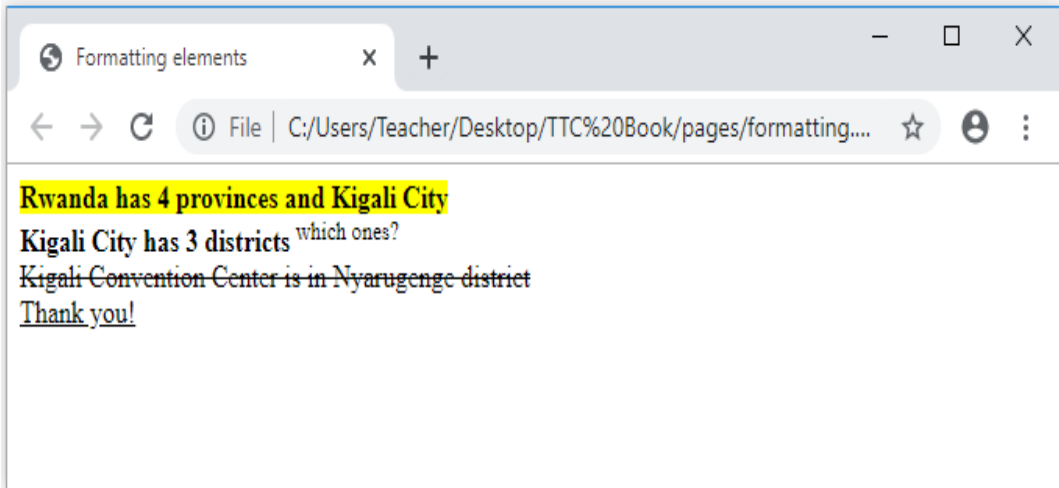 Formatting elements
File C:/Users/Teacher/Desktop/TTC%20Book/pages/formatting....
Rwanda has 4 provinces and Kigali City
Kigali City has 3 districts which ones?
Kigali Convention Center is in Nyarugenge district
Thank you!